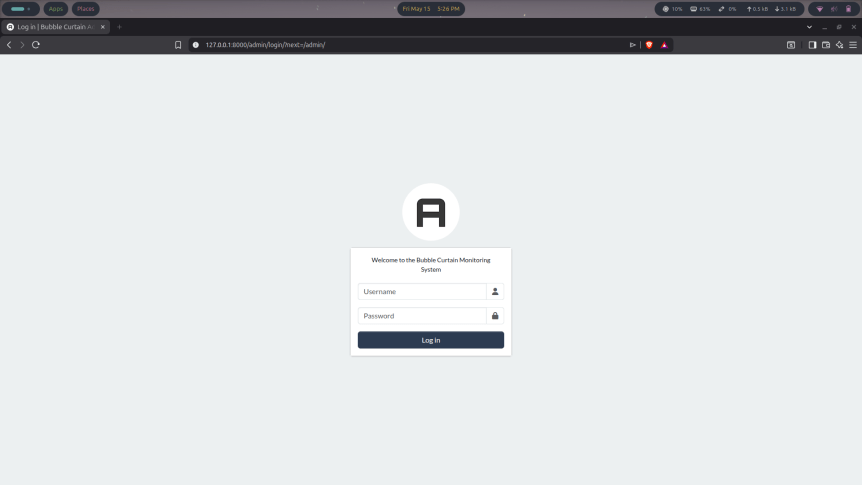 Apps
Places
Fri May 15 3:26 PM
10%
63%
0%
0.5 kB
3.1 kB
Log in | Bubble Curtain A
127.0.0.1:8000/admin/login/?next=/admin/
A
Welcome to the Bubble Curtain Monitoring
System
Username
Password
Log in